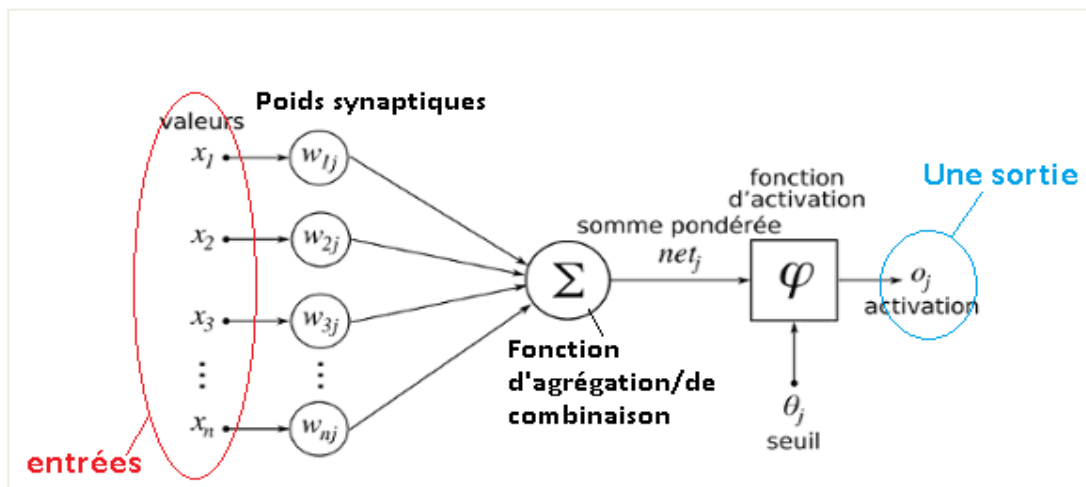 Poids synaptiques
valeurs
x1 w1j
x2 w2j
x3 w3j
⋮ ⋮
xn wnj
entrées
Σ
Fonction
d'agrégation/de
combinaison
somme pondérée
netj
fonction
d'activation
φ
θj
seuil
Une sortie
oj
activation